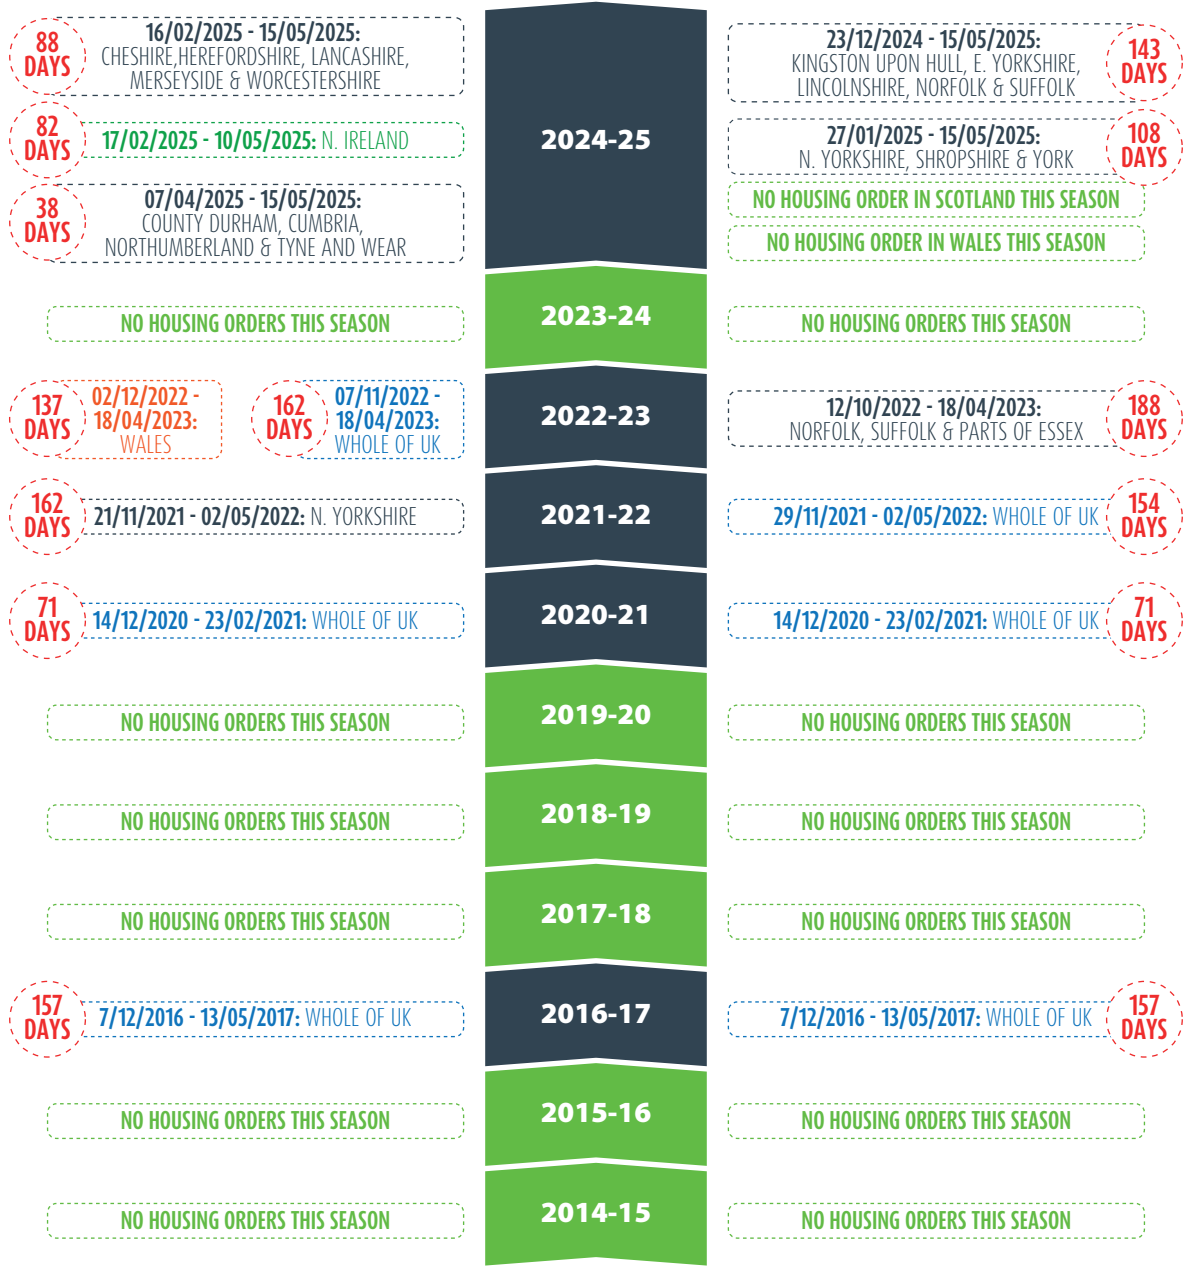 88
DAYS
16/02/2025 - 15/05/2025:
CHESHIRE,HEREFORDSHIRE, LANCASHIRE,
MERSEYSIDE & WORCESTERSHIRE
82
DAYS
17/02/2025 - 10/05/2025: N. IRELAND
38
DAYS
07/04/2025 - 15/05/2025:
COUNTY DURHAM, CUMBRIA,
NORTHUMBERLAND & TYNE AND WEAR
2024-25
23/12/2024 - 15/05/2025:
KINGSTON UPON HULL, E. YORKSHIRE,
LINCOLNSHIRE, NORFOLK & SUFFOLK
143
DAYS
27/01/2025 - 15/05/2025:
N. YORKSHIRE, SHROPSHIRE & YORK
108
DAYS
NO HOUSING ORDER IN SCOTLAND THIS SEASON
NO HOUSING ORDER IN WALES THIS SEASON
NO HOUSING ORDERS THIS SEASON
2023-24
NO HOUSING ORDERS THIS SEASON
137
DAYS
02/12/2022 -
18/04/2023:
WALES
162
DAYS
07/11/2022 -
18/04/2023:
WHOLE OF UK
2022-23
12/10/2022 - 18/04/2023:
NORFOLK, SUFFOLK & PARTS OF ESSEX
188
DAYS
162
DAYS
21/11/2021 - 02/05/2022: N. YORKSHIRE
2021-22
29/11/2021 - 02/05/2022: WHOLE OF UK
154
DAYS
71
DAYS
14/12/2020 - 23/02/2021: WHOLE OF UK
2020-21
14/12/2020 - 23/02/2021: WHOLE OF UK
71
DAYS
NO HOUSING ORDERS THIS SEASON
2019-20
NO HOUSING ORDERS THIS SEASON
NO HOUSING ORDERS THIS SEASON
2018-19
NO HOUSING ORDERS THIS SEASON
NO HOUSING ORDERS THIS SEASON
2017-18
NO HOUSING ORDERS THIS SEASON
157
DAYS
7/12/2016 - 13/05/2017: WHOLE OF UK
2016-17
7/12/2016 - 13/05/2017: WHOLE OF UK
157
DAYS
NO HOUSING ORDERS THIS SEASON
2015-16
NO HOUSING ORDERS THIS SEASON
NO HOUSING ORDERS THIS SEASON
2014-15
NO HOUSING ORDERS THIS SEASON